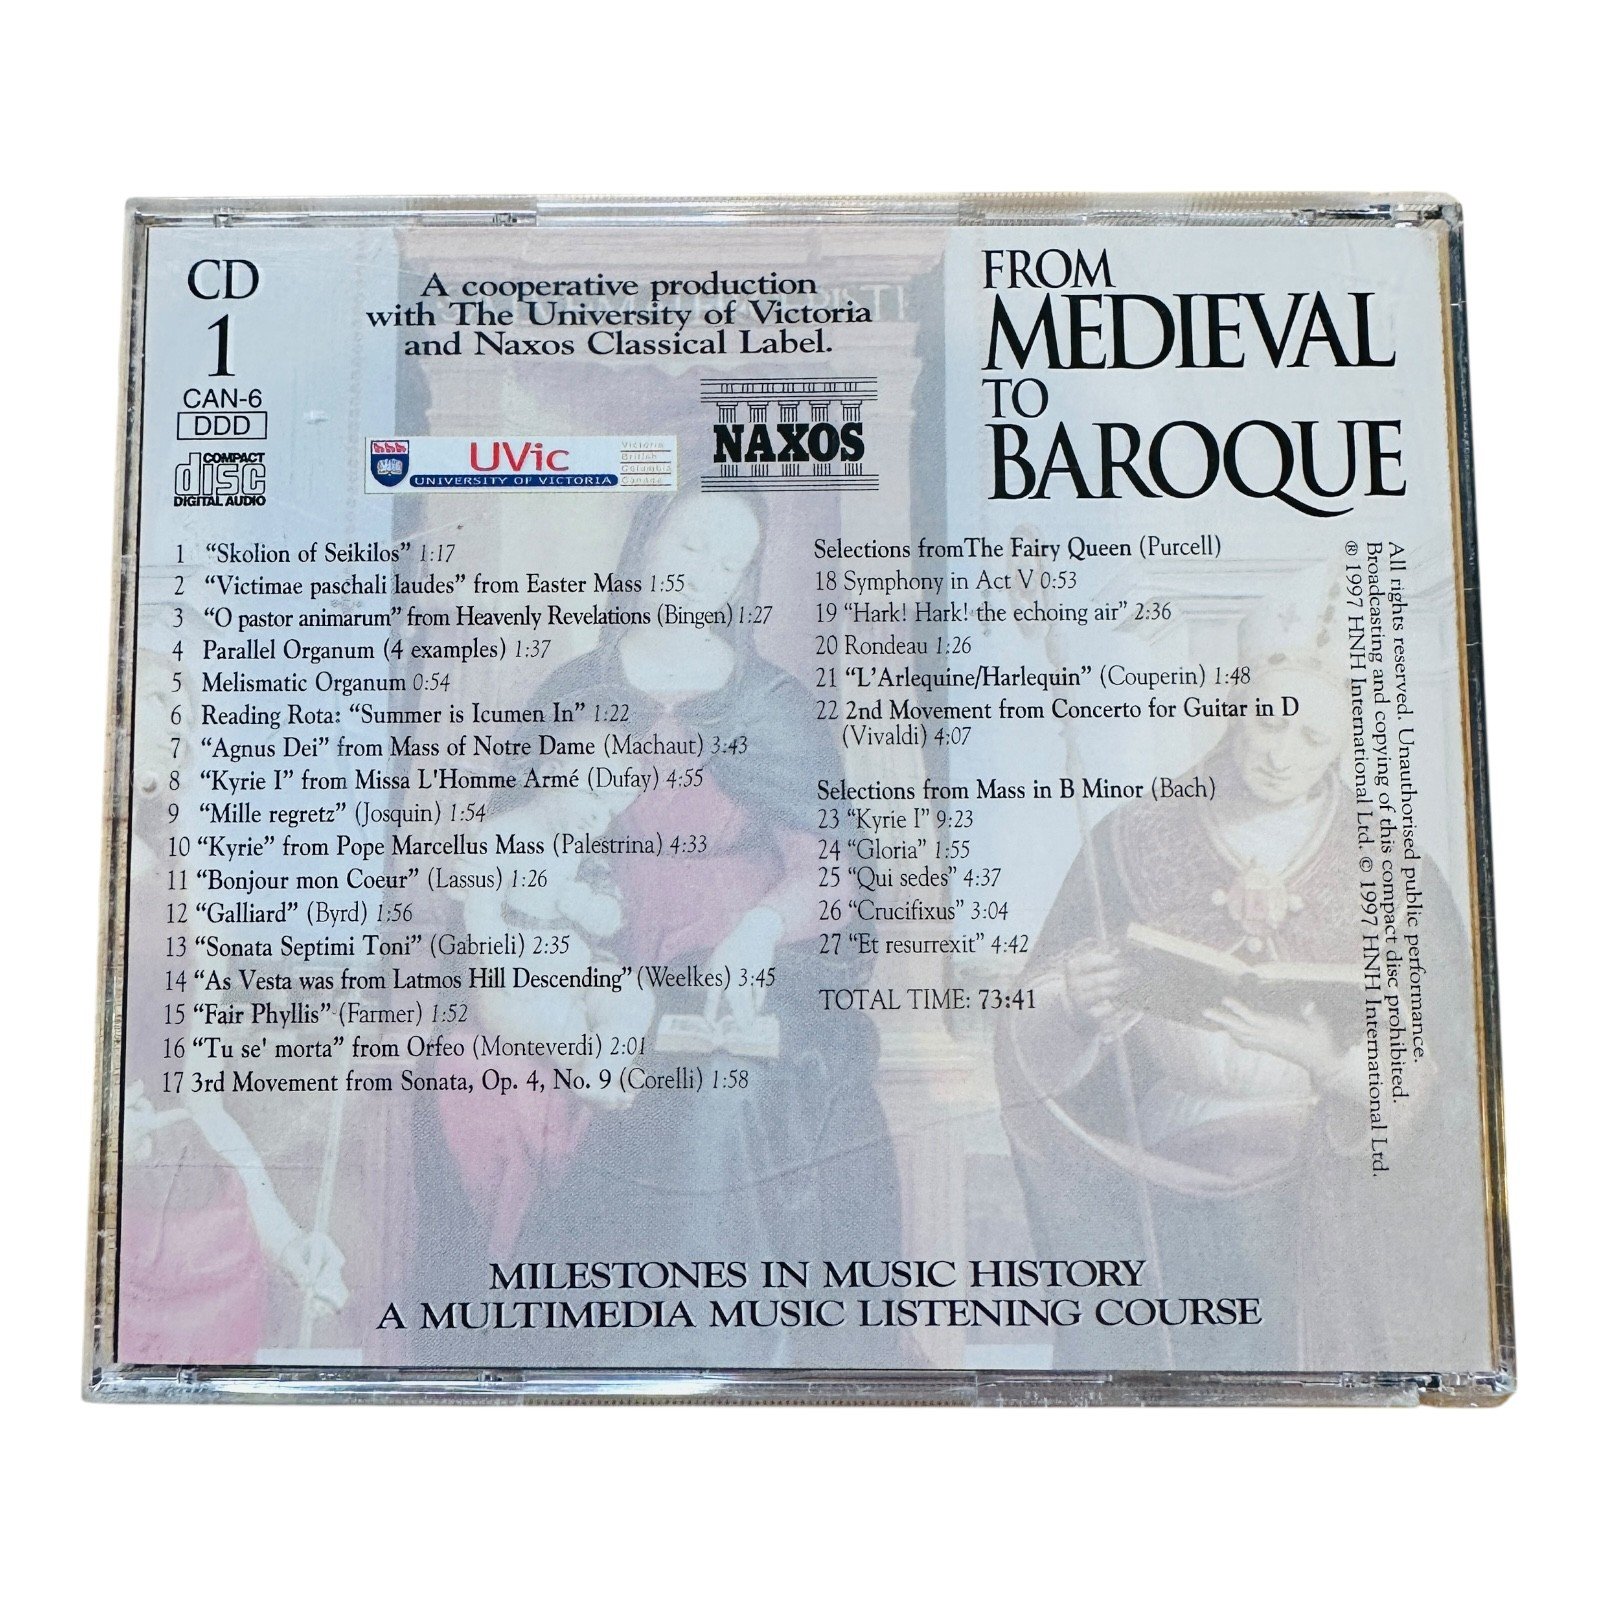 CD
1
CAN-6
DDD
COMPACT
disc
DIGITAL AUDIO
A cooperative production
with The University of Victoria
and Naxos Classical Label.
UVic
UNIVERSITY OF VICTORIA
Victoria
British
Columbia
Canada
NAXOS
FROM
MEDIEVAL
TO
BAROQUE
1 “Skolion of Seikilos” 1:17
2 “Victimae paschali laudes” from Easter Mass 1:55
3 “O pastor animarum” from Heavenly Revelations (Bingen) 1:27
4 Parallel Organum (4 examples) 1:37
5 Melismatic Organum 0:54
6 Reading Rota: “Summer is Icumen In” 1:22
7 “Agnus Dei” from Mass of Notre Dame (Machaut) 3:43
8 “Kyrie I” from Missa L'Homme Armé (Dufay) 4:55
9 “Mille regretz” (Josquin) 1:54
10 “Kyrie” from Pope Marcellus Mass (Palestrina) 4:33
11 “Bonjour mon Coeur” (Lassus) 1:26
12 “Galliard” (Byrd) 1:56
13 “Sonata Septimi Toni” (Gabrieli) 2:35
14 “As Vesta was from Latmos Hill Descending” (Weelkes) 3:45
15 “Fair Phyllis” (Farmer) 1:52
16 “Tu se' morta” from Orfeo (Monteverdi) 2:01
17 3rd Movement from Sonata, Op. 4, No. 9 (Corelli) 1:58
Selections fromThe Fairy Queen (Purcell)
18 Symphony in Act V 0:53
19 “Hark! Hark! the echoing air” 2:36
20 Rondeau 1:26
21 “L'Arlequine/Harlequin” (Couperin) 1:48
22 2nd Movement from Concerto for Guitar in D
(Vivaldi) 4:07
Selections from Mass in B Minor (Bach)
23 “Kyrie I” 9:23
24 “Gloria” 1:55
25 “Qui sedes” 4:37
26 “Crucifixus” 3:04
27 “Et resurrexit” 4:42
TOTAL TIME: 73:41
All rights reserved. Unauthorised public performance.
Broadcasting and copying of this compact disc prohibited.
℗ 1997 HNH International Ltd. © 1997 HNH International Ltd.
MILESTONES IN MUSIC HISTORY
A MULTIMEDIA MUSIC LISTENING COURSE